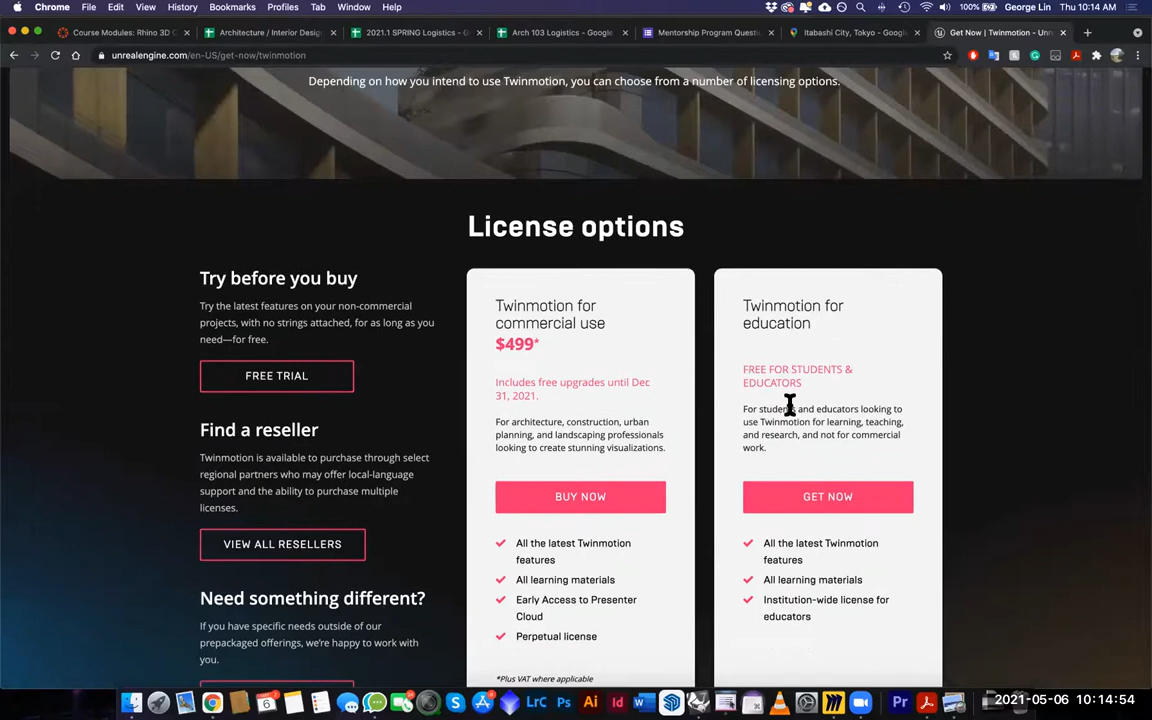 Chrome File Edit View History Bookmarks Profiles Tab Window Help 100% George Lin Thu 10:14 AM
Course Modules: Rhino 3D C Architecture / Interior Desig 2021.1 SPRING Logistics - G Arch 103 Logistics - Google Mentorship Program Questi Itabashi City, Tokyo - Google Get Now | Twinmotion - Unr
unrealengine.com/en-US/get-now/twinmotion
Depending on how you intend to use Twinmotion, you can choose from a number of licensing options.
License options
Try before you buy
Try the latest features on your non-commercial
projects, with no strings attached, for as long as you
need—for free.
FREE TRIAL
Find a reseller
Twinmotion is available to purchase through select
regional partners who may offer local-language
support and the ability to purchase multiple
licenses.
VIEW ALL RESELLERS
Need something different?
If you have specific needs outside of our
prepackaged offerings, we're happy to work with
you.
Twinmotion for
commercial use
$499*
Includes free upgrades until Dec
31, 2021.
For architecture, construction, urban
planning, and landscaping professionals
looking to create stunning visualizations.
BUY NOW
All the latest Twinmotion
features
All learning materials
Early Access to Presenter
Cloud
Perpetual license
*Plus VAT where applicable
Twinmotion for
education
FREE FOR STUDENTS &
EDUCATORS
For students and educators looking to
use Twinmotion for learning, teaching,
and research, and not for commercial
work.
GET NOW
All the latest Twinmotion
features
All learning materials
Institution-wide license for
educators
LrC Ps Ai Id Pr
2021-05-06 10:14:54